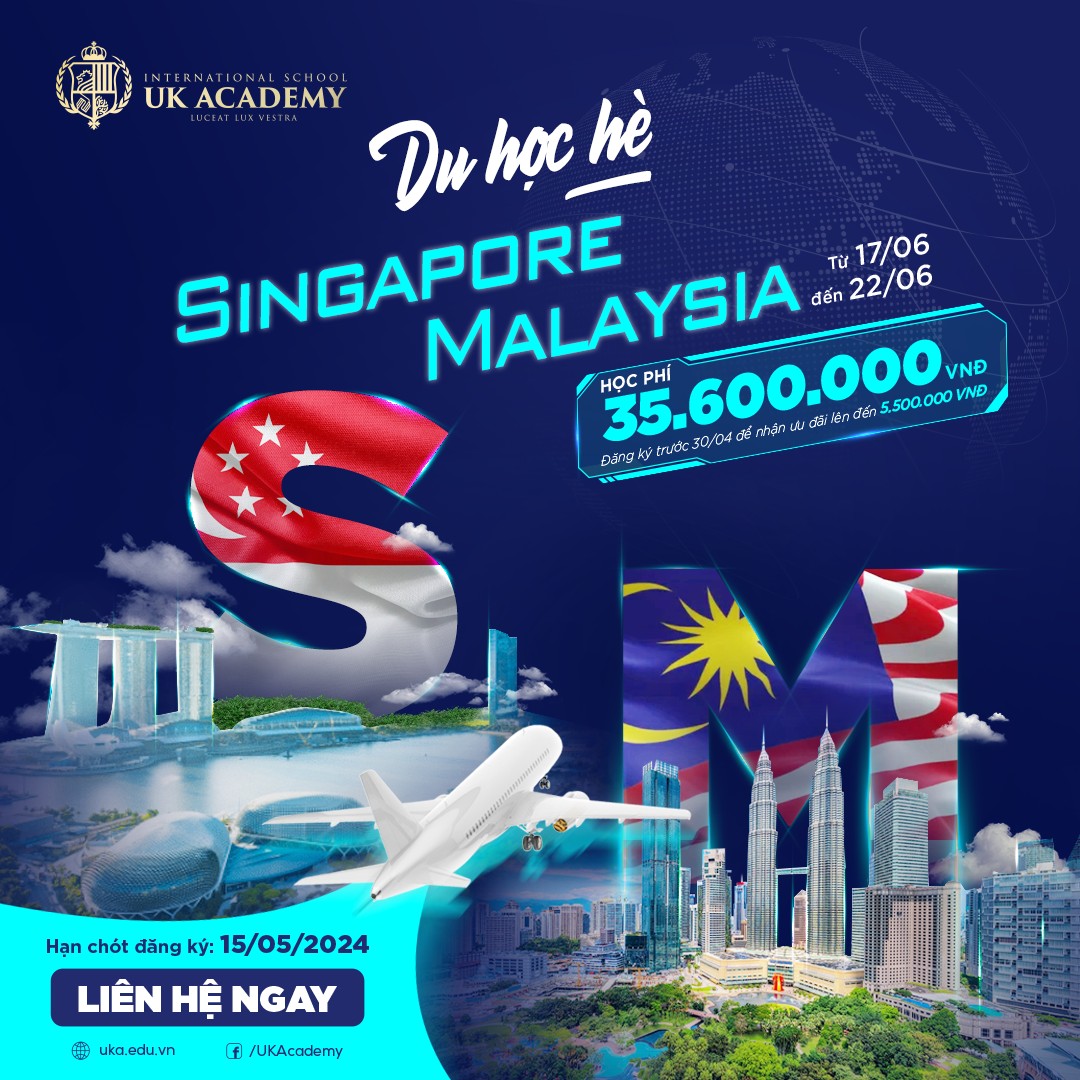 INTERNATIONAL SCHOOL
UK ACADEMY
LUCEAT LUX VESTRA
Du học hè
SINGAPORE
MALAYSIA
Từ 17/06
đến 22/06
HỌC PHÍ
35.600.000 VNĐ
Đăng ký trước 30/04 để nhận ưu đãi lên đến 5.500.000 VNĐ
Hạn chót đăng ký: 15/05/2024
LIÊN HỆ NGAY
uka.edu.vn
/UKAcademy